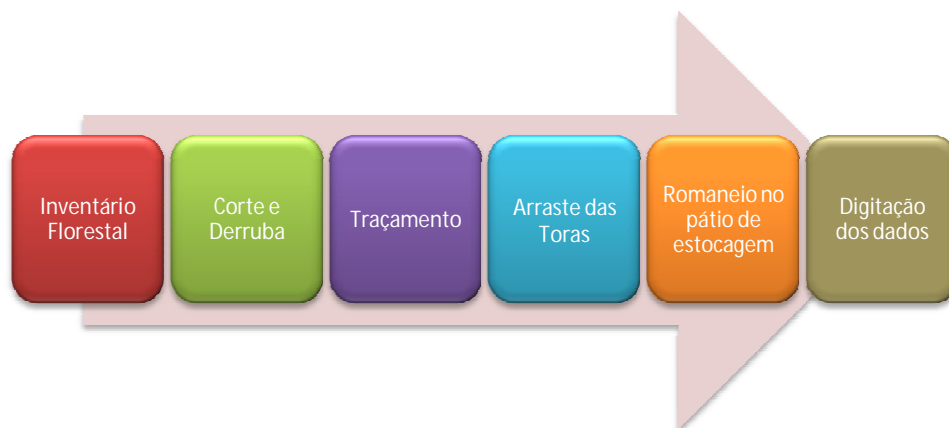 Inventário
Florestal
Corte e
Derruba
Traçamento
Arraste das
Toras
Romaneio no
pátio de
estocagem
Digitação
dos dados